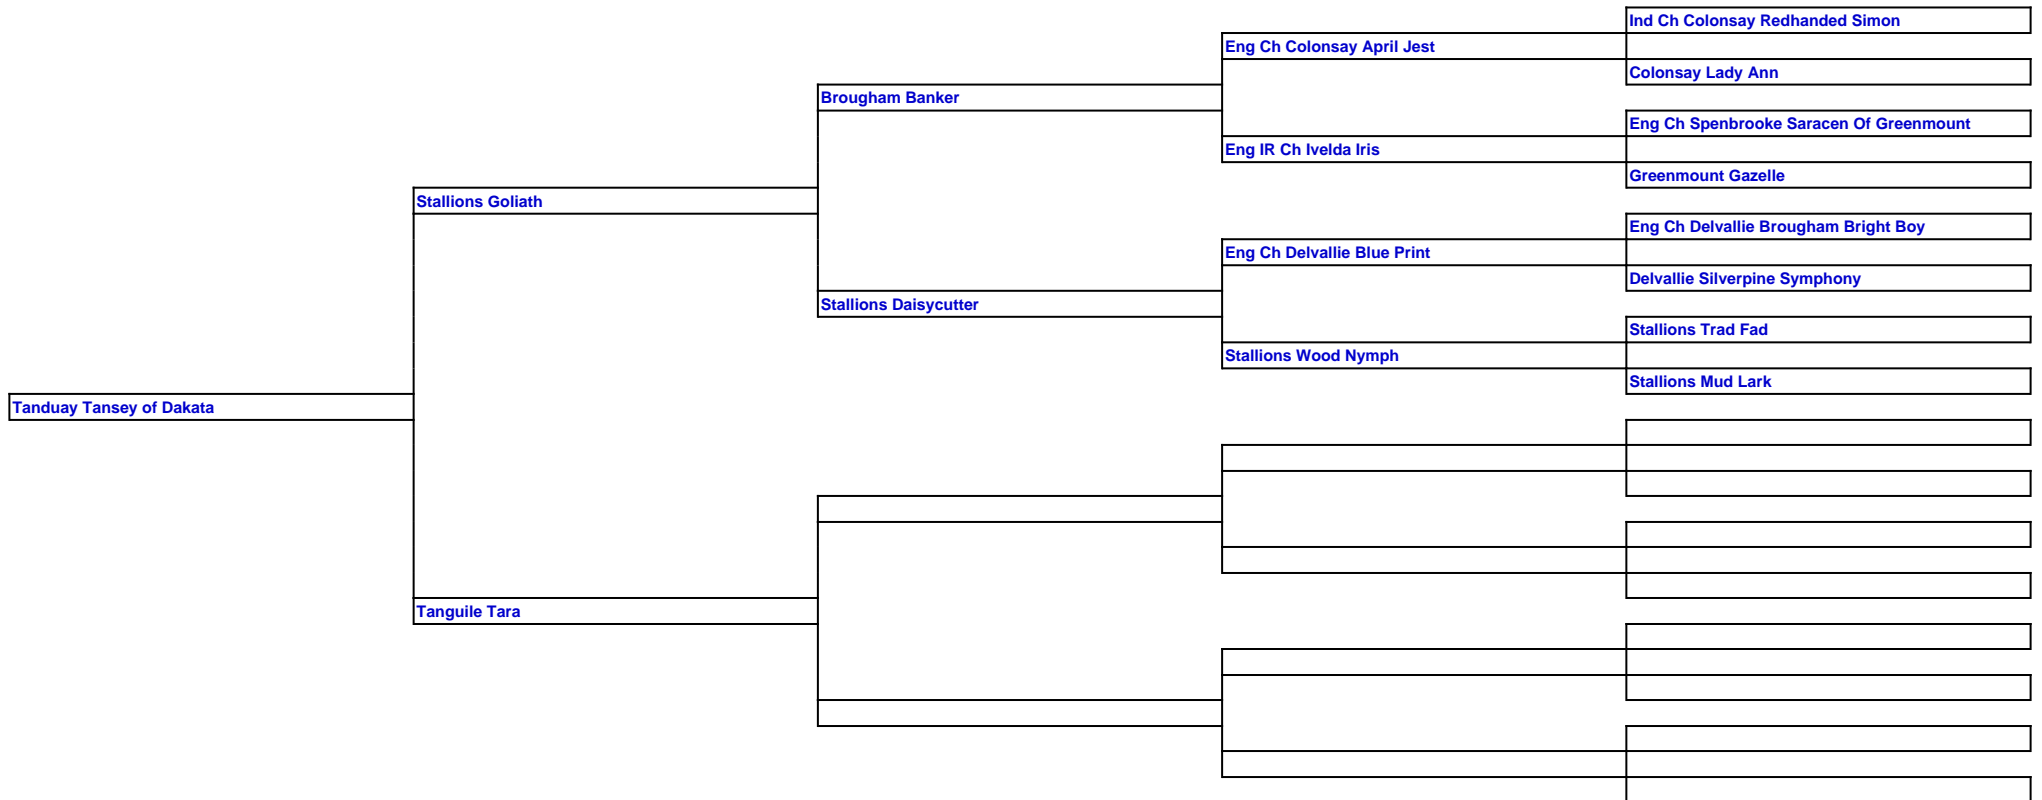 Ind Ch Colonsay Redhanded Simon
Eng Ch Colonsay April Jest
Colonsay Lady Ann
Brougham Banker
Eng Ch Spenbrooke Saracen Of Greenmount
Eng IR Ch Ivelda Iris
Greenmount Gazelle
Stallions Goliath
Eng Ch Delvallie Brougham Bright Boy
Eng Ch Delvallie Blue Print
Delvallie Silverpine Symphony
Stallions Daisycutter
Stallions Trad Fad
Stallions Wood Nymph
Stallions Mud Lark
Tanduay Tansey of Dakata
Tanguile Tara